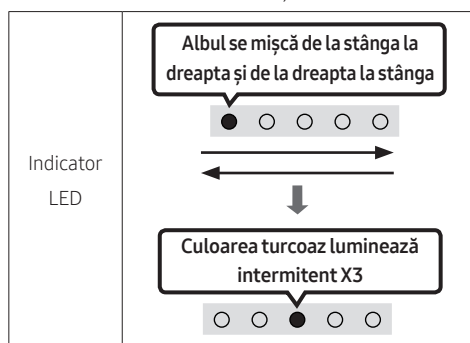 Albul se mișcă de la stânga la
dreapta și de la dreapta la stânga
Indicator
LED
Culoarea turcoaz luminează
intermitent X3